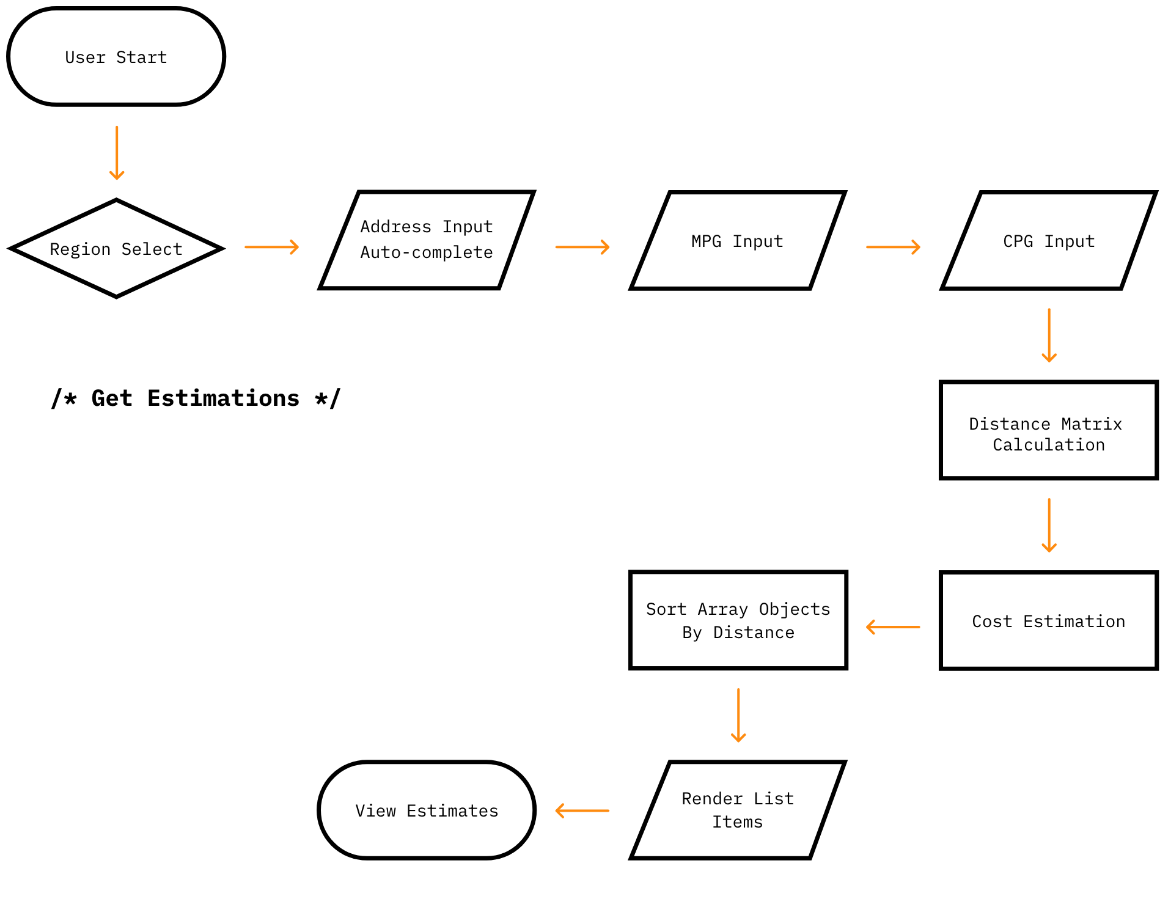 User Start
Region Select
Address Input
Auto-complete
MPG Input
CPG Input
/* Get Estimations */
Distance Matrix
Calculation
Cost Estimation
Sort Array Objects
By Distance
Render List
Items
View Estimates